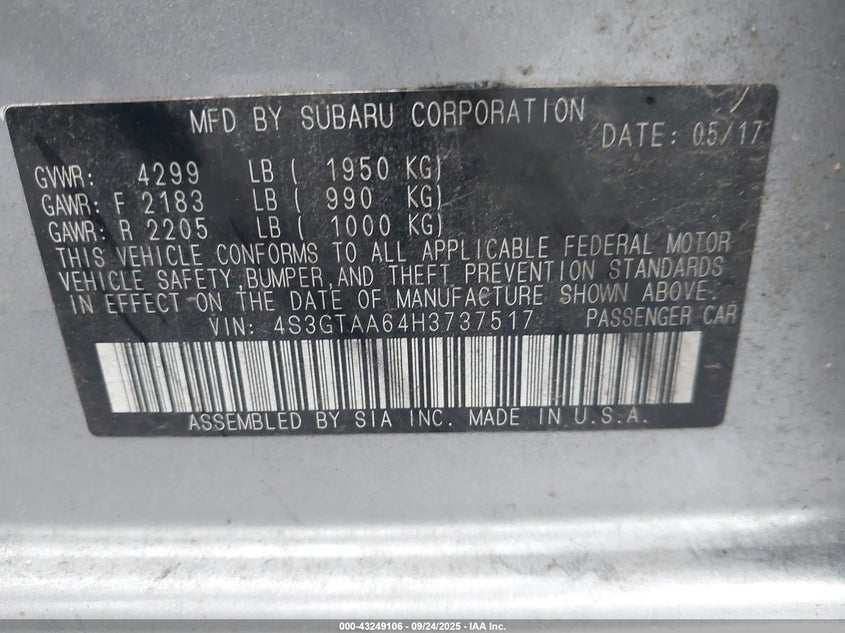 MFD BY SUBARU CORPORATION
DATE: 05/17
GVWR: 4299 LB ( 1950 KG)
GAWR: F 2183 LB ( 990 KG)
GAWR: R 2205 LB ( 1000 KG)
THIS VEHICLE CONFORMS TO ALL APPLICABLE FEDERAL MOTOR
VEHICLE SAFETY,BUMPER,AND THEFT PREVENTION STANDARDS
IN EFFECT ON THE DATE OF MANUFACTURE SHOWN ABOVE.
VIN: 4S3GTAA64H3737517 PASSENGER CAR
ASSEMBLED BY SIA INC. MADE IN U.S.A.
000-43249106 - 09/24/2025 - IAA Inc.